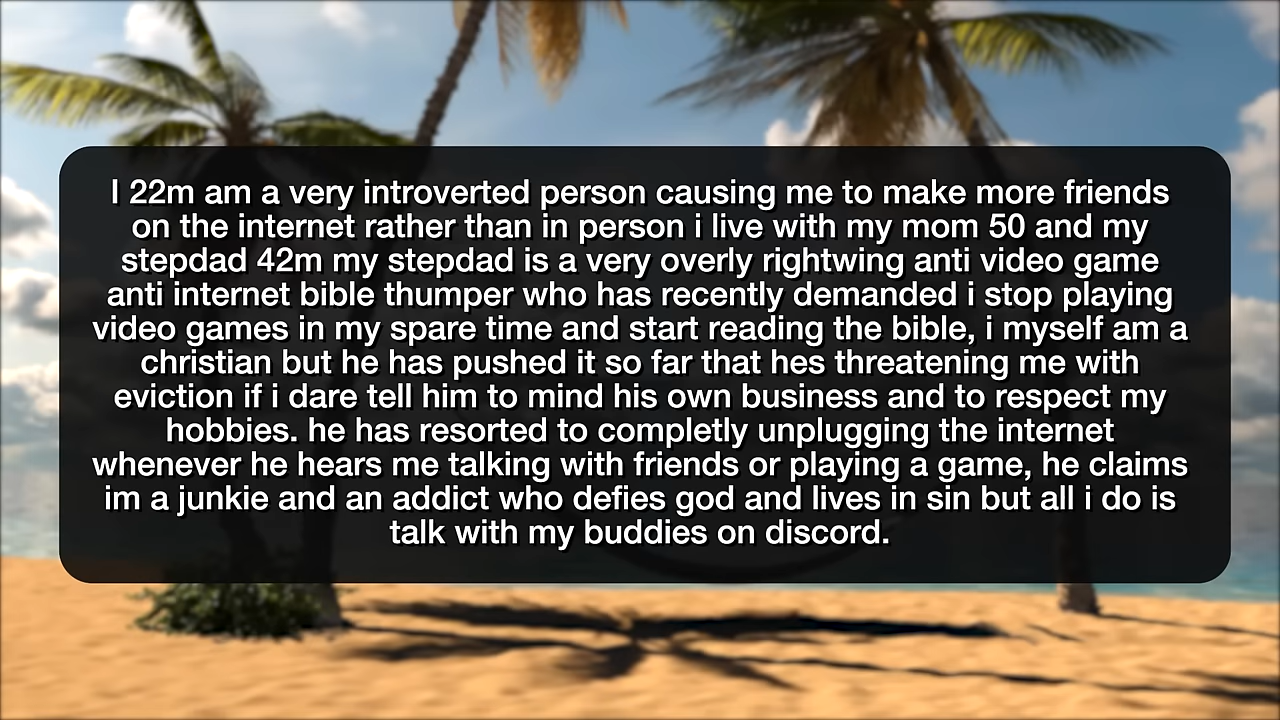 I 22m am a very introverted person causing me to make more friends
on the internet rather than in person i live with my mom 50 and my
stepdad 42m my stepdad is a very overly rightwing anti video game
anti internet bible thumper who has recently demanded i stop playing
video games in my spare time and start reading the bible, i myself am a
christian but he has pushed it so far that hes threatening me with
eviction if i dare tell him to mind his own business and to respect my
hobbies. he has resorted to completly unplugging the internet
whenever he hears me talking with friends or playing a game, he claims
im a junkie and an addict who defies god and lives in sin but all i do is
talk with my buddies on discord.